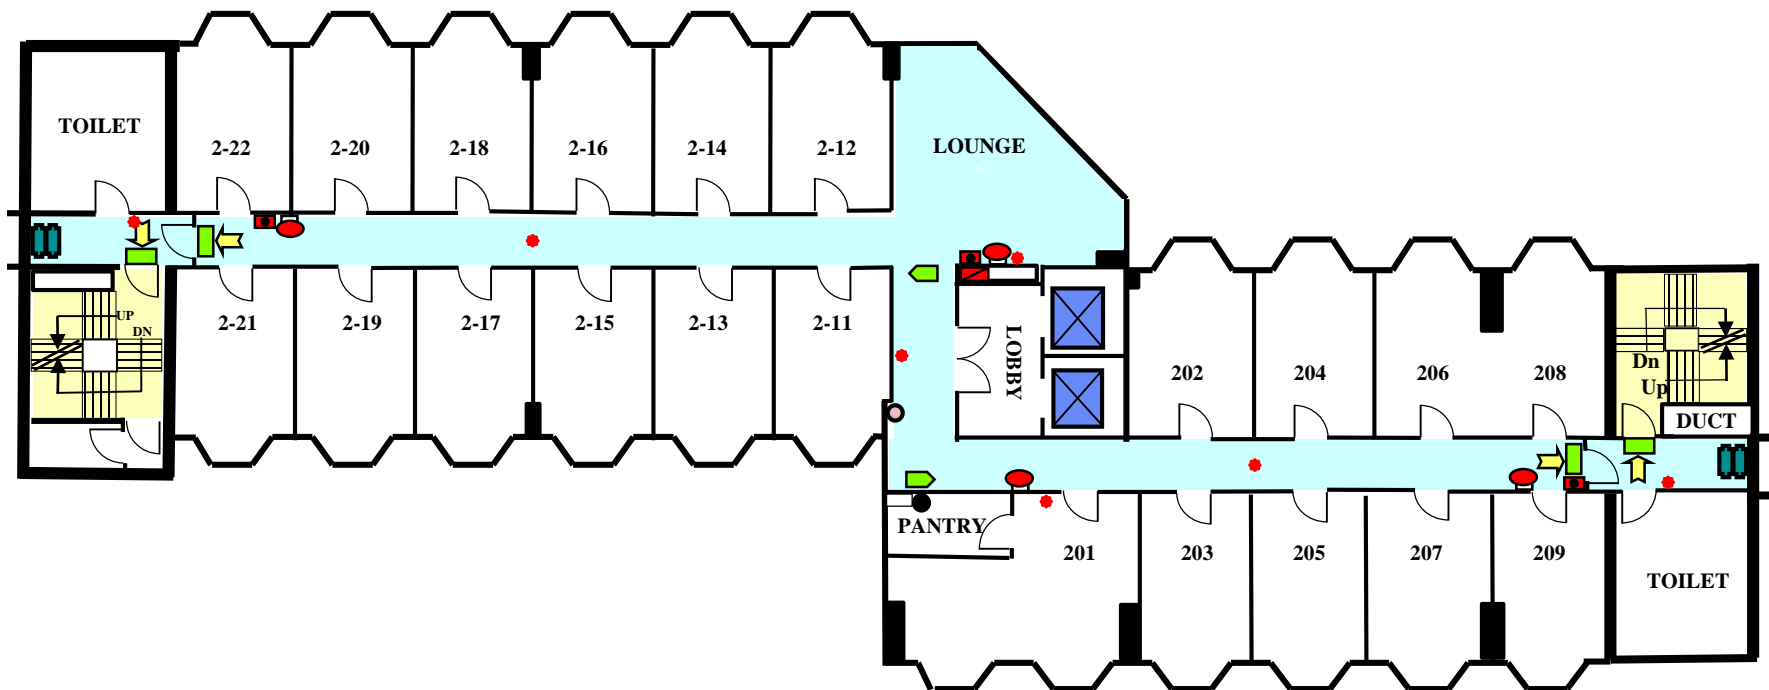 TOILET
2-22
2-20
2-18
2-16
2-14
2-12
LOUNGE
UP
DN
2-21
2-19
2-17
2-15
2-13
2-11
LOBBY
202
204
206
208
Dn
Up
DUCT
PANTRY
201
203
205
207
209
TOILET